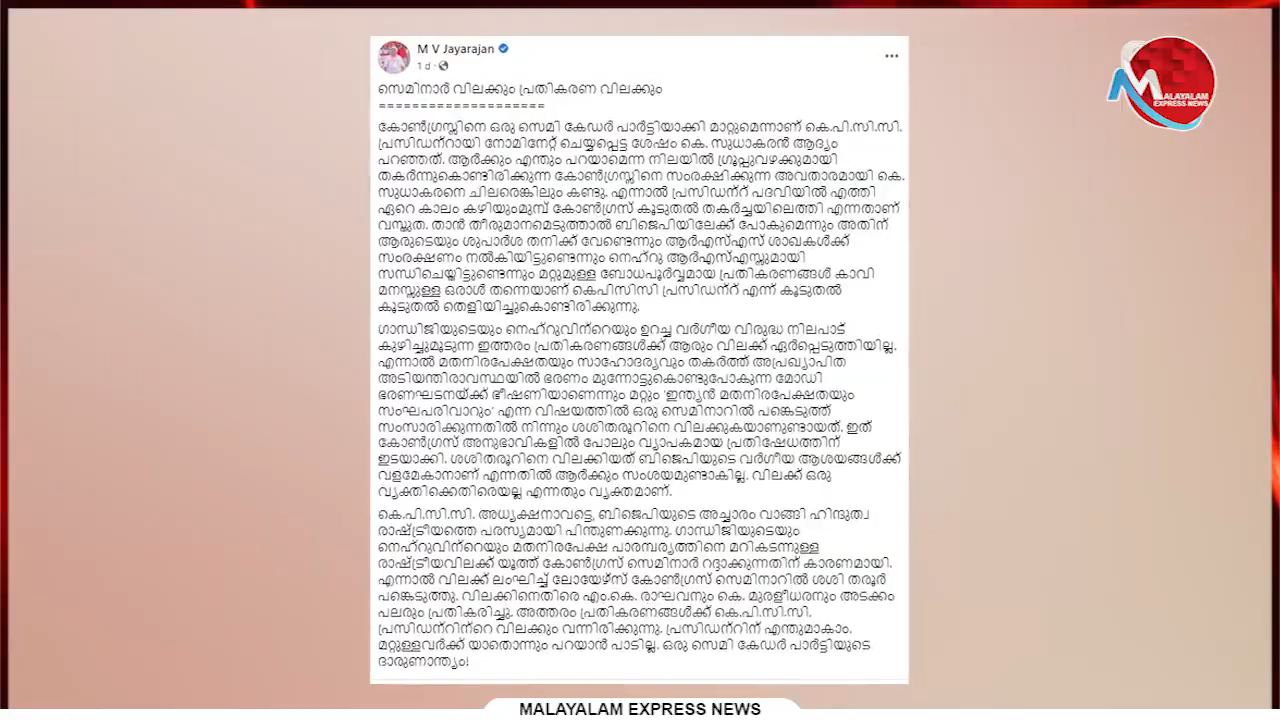 M V Jayarajan
1 d
സെമിനാർ വിലക്കും പ്രതികരണ വിലക്കും
====================
കോൺഗ്രസ്സിനെ ഒരു സെമി കേഡർ പാർട്ടിയാക്കി മാറ്റുമെന്നാണ് കെ.പി.സി.സി.
പ്രസിഡന്റായി നോമിനേറ്റ് ചെയ്യപ്പെട്ട ശേഷം കെ. സുധാകരൻ ആദ്യം
പറഞ്ഞത്. ആർക്കും എന്തും പറയാമെന്ന നിലയിൽ ഗ്രൂപ്പുവഴക്കുമായി
തകർന്നുകൊണ്ടിരിക്കുന്ന കോൺഗ്രസ്സിനെ സംരക്ഷിക്കുന്ന അവതാരമായി കെ.
സുധാകരനെ ചിലരെങ്കിലും കണ്ടു. എന്നാൽ പ്രസിഡന്റ് പദവിയിൽ എത്തി
ഏറെ കാലം കഴിയുംമുമ്പ് കോൺഗ്രസ് കൂടുതൽ തകർച്ചയിലെത്തി എന്നതാണ്
വസ്തുത. താൻ തീരുമാനമെടുത്താൽ ബിജെപിയിലേക്ക് പോകുമെന്നും അതിന്
ആരുടെയും ശുപാർശ തനിക്ക് വേണ്ടെന്നും ആർഎസ്എസ് ശാഖകൾക്ക്
സംരക്ഷണം നൽകിയിട്ടുണ്ടെന്നും നെഹ്റു ആർഎസ്എസ്സുമായി
സന്ധിചെയ്തിട്ടുണ്ടെന്നും മറ്റുമുള്ള ബോധപൂർവ്വമായ പ്രതികരണങ്ങൾ കാവി
മനസ്സുള്ള ഒരാൾ തന്നെയാണ് കെപിസിസി പ്രസിഡന്റ് എന്ന് കൂടുതൽ
കൂടുതൽ തെളിയിച്ചുകൊണ്ടിരിക്കുന്നു.
ഗാന്ധിജിയുടെയും നെഹ്റുവിന്റെയും ഉറച്ച വർഗീയ വിരുദ്ധ നിലപാട്
കുഴിച്ചുമൂടുന്ന ഇത്തരം പ്രതികരണങ്ങൾക്ക് ആരും വിലക്ക് ഏർപ്പെടുത്തിയില്ല.
എന്നാൽ മതനിരപേക്ഷതയും സാഹോദര്യവും തകർത്ത് അപ്രഖ്യാപിത
അടിയന്തിരാവസ്ഥയിൽ ഭരണം മുന്നോട്ടുകൊണ്ടുപോകുന്ന മോഡി
ഭരണഘടനയ്ക്ക് ഭീഷണിയാണെന്നും മറ്റും 'ഇന്ത്യൻ മതനിരപേക്ഷതയും
സംഘപരിവാറും' എന്ന വിഷയത്തിൽ ഒരു സെമിനാറിൽ പങ്കെടുത്ത്
സംസാരിക്കുന്നതിൽ നിന്നും ശശിതരൂറിനെ വിലക്കുകയാണുണ്ടായത്. ഇത്
കോൺഗ്രസ് അനുഭാവികളിൽ പോലും വ്യാപകമായ പ്രതിഷേധത്തിന്
ഇടയാക്കി. ശശിതരൂറിനെ വിലക്കിയത് ബിജെപിയുടെ വർഗീയ ആശയങ്ങൾക്ക്
വളമേകാനാണ് എന്നതിൽ ആർക്കും സംശയമുണ്ടാകില്ല. വിലക്ക് ഒരു
വ്യക്തിക്കെതിരെയല്ല എന്നതും വ്യക്തമാണ്.
കെ.പി.സി.സി. അധ്യക്ഷനാവട്ടെ, ബിജെപിയുടെ അച്ചാരം വാങ്ങി ഹിന്ദുത്വ
രാഷ്ട്രീയത്തെ പരസ്യമായി പിന്തുണക്കുന്നു. ഗാന്ധിജിയുടെയും
നെഹ്റുവിന്റെയും മതനിരപേക്ഷ പാരമ്പര്യത്തിനെ മറികടന്നുള്ള
രാഷ്ട്രീയവിലക്ക് യൂത്ത് കോൺഗ്രസ് സെമിനാർ റദ്ദാക്കുന്നതിന് കാരണമായി.
എന്നാൽ വിലക്ക് ലംഘിച്ച് ലോയേഴ്സ് കോൺഗ്രസ് സെമിനാറിൽ ശശി തരൂർ
പങ്കെടുത്തു. വിലക്കിനെതിരെ എം.കെ. രാഘവനും കെ. മുരളീധരനും അടക്കം
പലരും പ്രതികരിച്ചു. അത്തരം പ്രതികരണങ്ങൾക്ക് കെ.പി.സി.സി.
പ്രസിഡന്റിന്റെ വിലക്കും വന്നിരിക്കുന്നു. പ്രസിഡന്റിന് എന്തുമാകാം.
മറ്റുള്ളവർക്ക് യാതൊന്നും പറയാൻ പാടില്ല. ഒരു സെമി കേഡർ പാർട്ടിയുടെ
ദാരുണാന്ത്യം!
MALAYALAM
EXPRESS NEWS
MALAYALAM EXPRESS NEWS